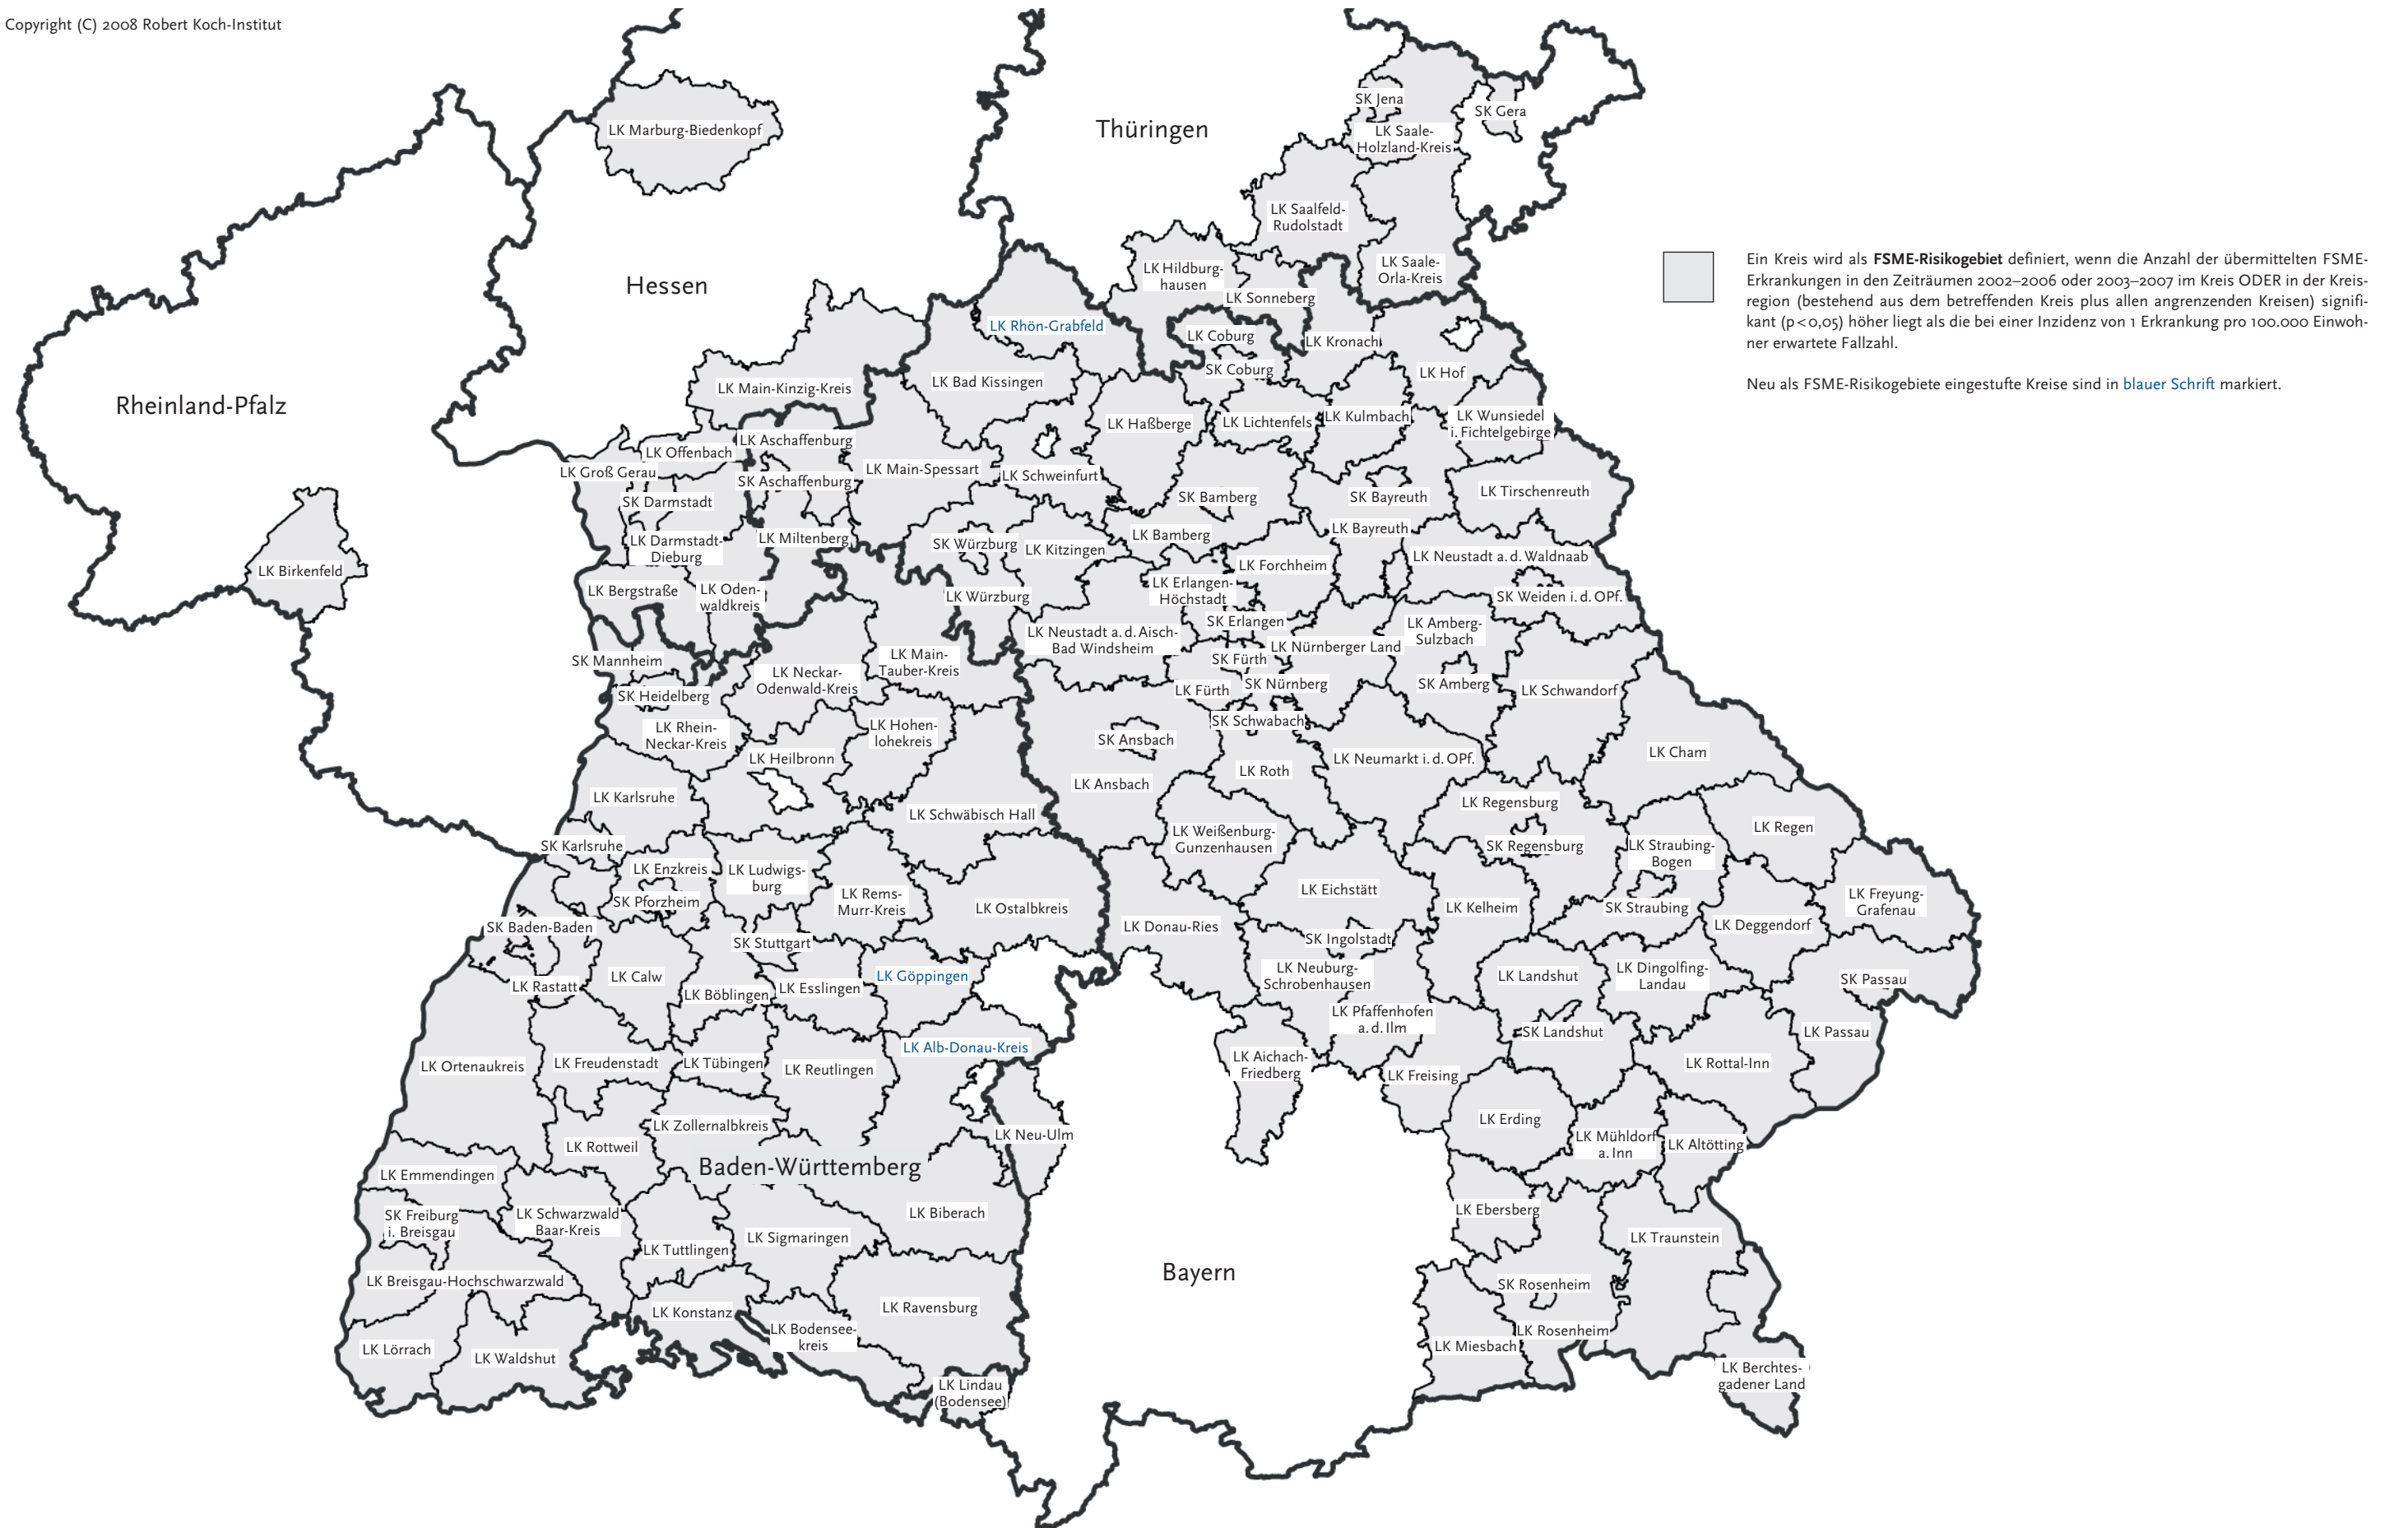 Copyright (C) 2008 Robert Koch-Institut
LK Marburg-Biedenkopf
Thüringen
SK Jena
SK Gera
LK Saale-
Holzland-Kreis
LK Saalfeld-
Rudolstadt
Hessen
LK Hildburg-
hausen
LK Saale-
Orla-Kreis
LK Sonneberg
Ein Kreis wird als FSME-Risikogebiet definiert, wenn die Anzahl der übermittelten FSME-
Erkrankungen in den Zeiträumen 2002–2006 oder 2003–2007 im Kreis ODER in der Kreis-
region (bestehend aus dem betreffenden Kreis plus allen angrenzenden Kreisen) signifi-
kant (p<0,05) höher liegt als die bei einer Inzidenz von 1 Erkrankung pro 100.000 Einwoh-
ner erwartete Fallzahl.
Neu als FSME-Risikogebiete eingestufte Kreise sind in blauer Schrift markiert.
LK Rhön-Grabfeld
LK Coburg
LK Kronach
SK Coburg
LK Hof
LK Bad Kissingen
LK Main-Kinzig-Kreis
Rheinland-Pfalz
LK Haßberge
LK Lichtenfels
LK Kulmbach
LK Wunsiedel
i. Fichtelgebirge
LK Aschaffenburg
LK Offenbach
LK Groß Gerau
LK Main-Spessart
LK Schweinfurt
SK Aschaffenburg
SK Darmstadt
SK Bamberg
SK Bayreuth
LK Tirschenreuth
LK Bayreuth
LK Bamberg
LK Miltenberg
LK Darmstadt-
Dieburg
SK Würzburg
LK Kitzingen
LK Neustadt a. d. Waldnaab
LK Forchheim
LK Birkenfeld
LK Bergstraße
LK Oden-
waldkreis
LK Würzburg
LK Erlangen-
Höchstadt
SK Weiden i. d. OPf.
SK Erlangen
LK Amberg-
Sulzbach
LK Neustadt a. d. Aisch-
Bad Windsheim
LK Nürnberger Land
SK Mannheim
LK Main-
Tauber-Kreis
SK Fürth
LK Neckar-
Odenwald-Kreis
SK Heidelberg
LK Fürth
SK Nürnberg
SK Amberg
LK Schwandorf
SK Schwabach
LK Rhein-
Neckar-Kreis
LK Hohen-
lohekreis
SK Ansbach
LK Heilbronn
LK Neumarkt i. d. OPf.
LK Cham
LK Roth
LK Ansbach
LK Karlsruhe
LK Regensburg
LK Schwäbisch Hall
LK Weißenburg-
Gunzenhausen
LK Regen
SK Karlsruhe
SK Regensburg
LK Straubing-
Bogen
LK Enzkreis
LK Ludwigs-
burg
LK Eichstätt
SK Pforzheim
LK Rems-
Murr-Kreis
LK Ostalbkreis
LK Kelheim
SK Straubing
LK Freyung-
Grafenau
SK Baden-Baden
LK Donau-Ries
LK Deggendorf
SK Stuttgart
SK Ingolstadt
LK Calw
LK Göppingen
LK Neuburg-
Schrobenhausen
LK Landshut
LK Dingolfing-
Landau
SK Passau
LK Rastatt
LK Böblingen
LK Esslingen
LK Pfaffenhofen
a. d. Ilm
SK Landshut
LK Passau
LK Alb-Donau-Kreis
LK Ortenaukreis
LK Freudenstadt
LK Tübingen
LK Reutlingen
LK Aichach-
Friedberg
LK Freising
LK Rottal-Inn
LK Zollernalbkreis
LK Neu-Ulm
LK Erding
LK Rottweil
LK Mühldorf
a. Inn
LK Altötting
Baden-Württemberg
LK Emmendingen
SK Freiburg
i. Breisgau
LK Schwarzwald
Baar-Kreis
LK Biberach
LK Ebersberg
LK Tuttlingen
LK Sigmaringen
LK Traunstein
Bayern
LK Breisgau-Hochschwarzwald
SK Rosenheim
LK Konstanz
LK Ravensburg
LK Bodensee-
kreis
LK Rosenheim
LK Lörrach
LK Waldshut
LK Miesbach
LK Lindau
(Bodensee)
LK Berchtes-
gadener Land